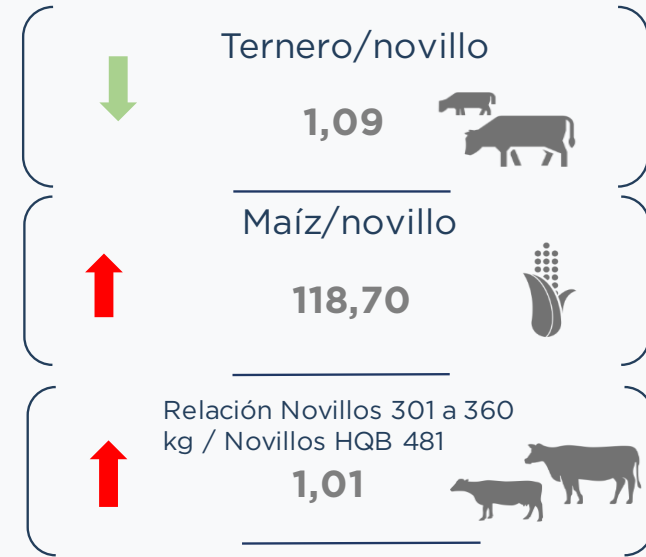 Ternero/novillo
1,09
Maíz/novillo
118,70
Relación Novillos 301 a 360
kg / Novillos HQB 481
1,01